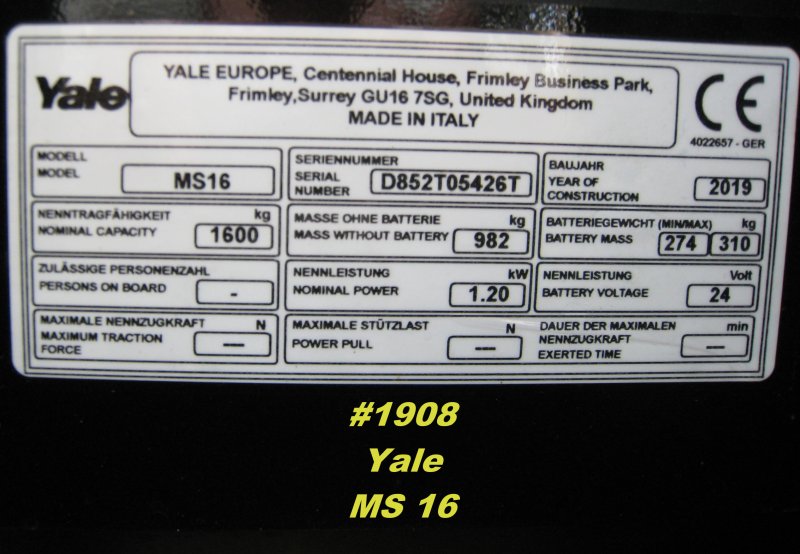 Yale
YALE EUROPE, Centennial House, Frimley Business Park,
Frimley,Surrey GU16 7SG, United Kingdom
MADE IN ITALY
CE
4022657 - GER
MODELL
MODEL
MS16
SERIENNUMMER
SERIAL
NUMBER
D852T05426T
BAUJAHR
YEAR OF
CONSTRUCTION
2019
NENNTRAGFÄHIGKEIT kg
NOMINAL CAPACITY 1600
MASSE OHNE BATTERIE kg
MASS WITHOUT BATTERY 982
BATTERIEGEWICHT (MIN/MAX) kg
BATTERY MASS 274 310
ZULÄSSIGE PERSONENZAHL
PERSONS ON BOARD -
NENNLEISTUNG kW
NOMINAL POWER 1.20
NENNLEISTUNG Volt
BATTERY VOLTAGE 24
MAXIMALE NENNZUGKRAFT N
MAXIMUM TRACTION
FORCE
---
MAXIMALE STÜTZLAST N
POWER PULL ---
DAUER DER MAXIMALEN min
NENNZUGKRAFT
EXERTED TIME
---
#1908
Yale
MS 16